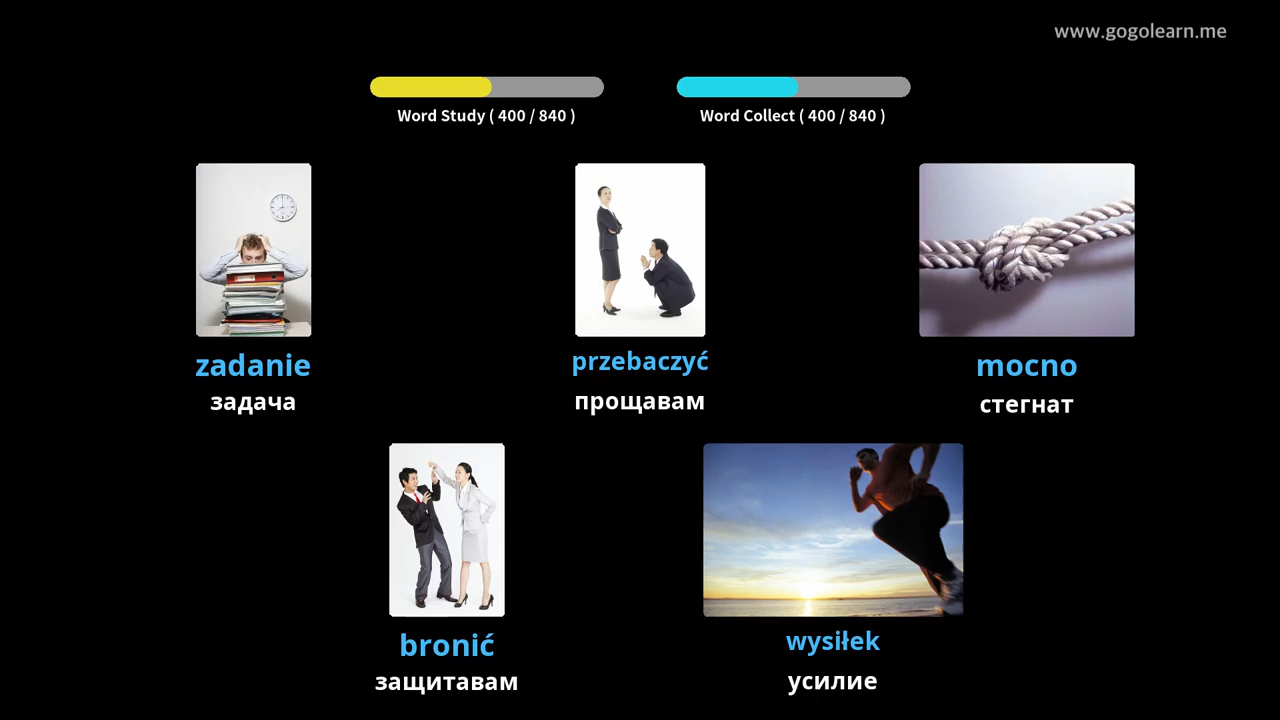 www.gogolearn.me
Word Study ( 400 / 840 )
Word Collect ( 400 / 840 )
zadanie
задача
przebaczyć
прощавам
mocno
стегнат
bronić
защитавам
wysiłek
усилие